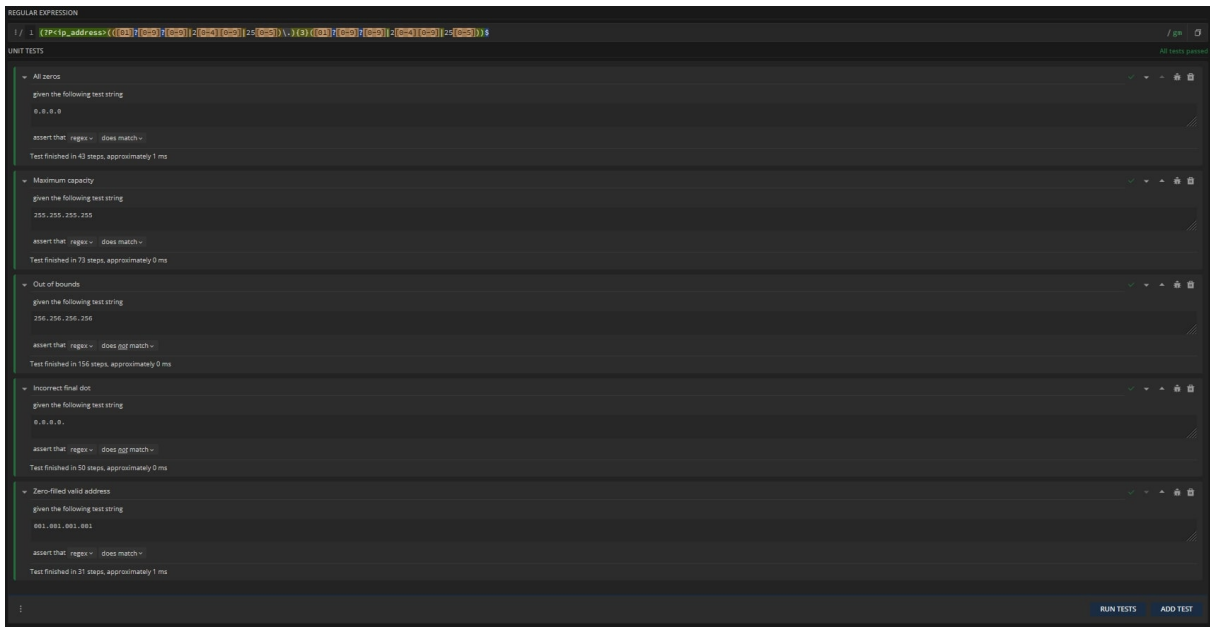 REGULAR EXPRESSION
!/ 1 (?P<ip_address>(([01]?[0-9]?[0-9]|2[0-4][0-9]|25[0-5])\.){3}([01]?[0-9]?[0-9]|2[0-4][0-9]|25[0-5]))$ / gm
UNIT TESTS All tests passed
All zeros
given the following test string
0.0.0.0
assert that regex does match
Test finished in 43 steps, approximately 1 ms
Maximum capacity
given the following test string
255.255.255.255
assert that regex does match
Test finished in 73 steps, approximately 0 ms
Out of bounds
given the following test string
256.256.256.256
assert that regex does not match
Test finished in 156 steps, approximately 0 ms
Incorrect final dot
given the following test string
0.0.0.0.
assert that regex does not match
Test finished in 50 steps, approximately 0 ms
Zero-filled valid address
given the following test string
001.001.001.001
assert that regex does match
Test finished in 31 steps, approximately 1 ms
RUN TESTS ADD TEST